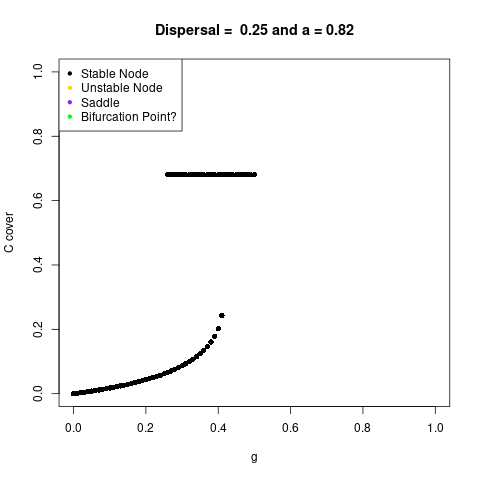 Dispersal =  0.25 and a = 0.82
Stable Node
Unstable Node
Saddle
Bifurcation Point?
1.0
0.8
0.6
0.4
0.2
0.0
C cover
0.0 0.2 0.4 0.6 0.8 1.0
g